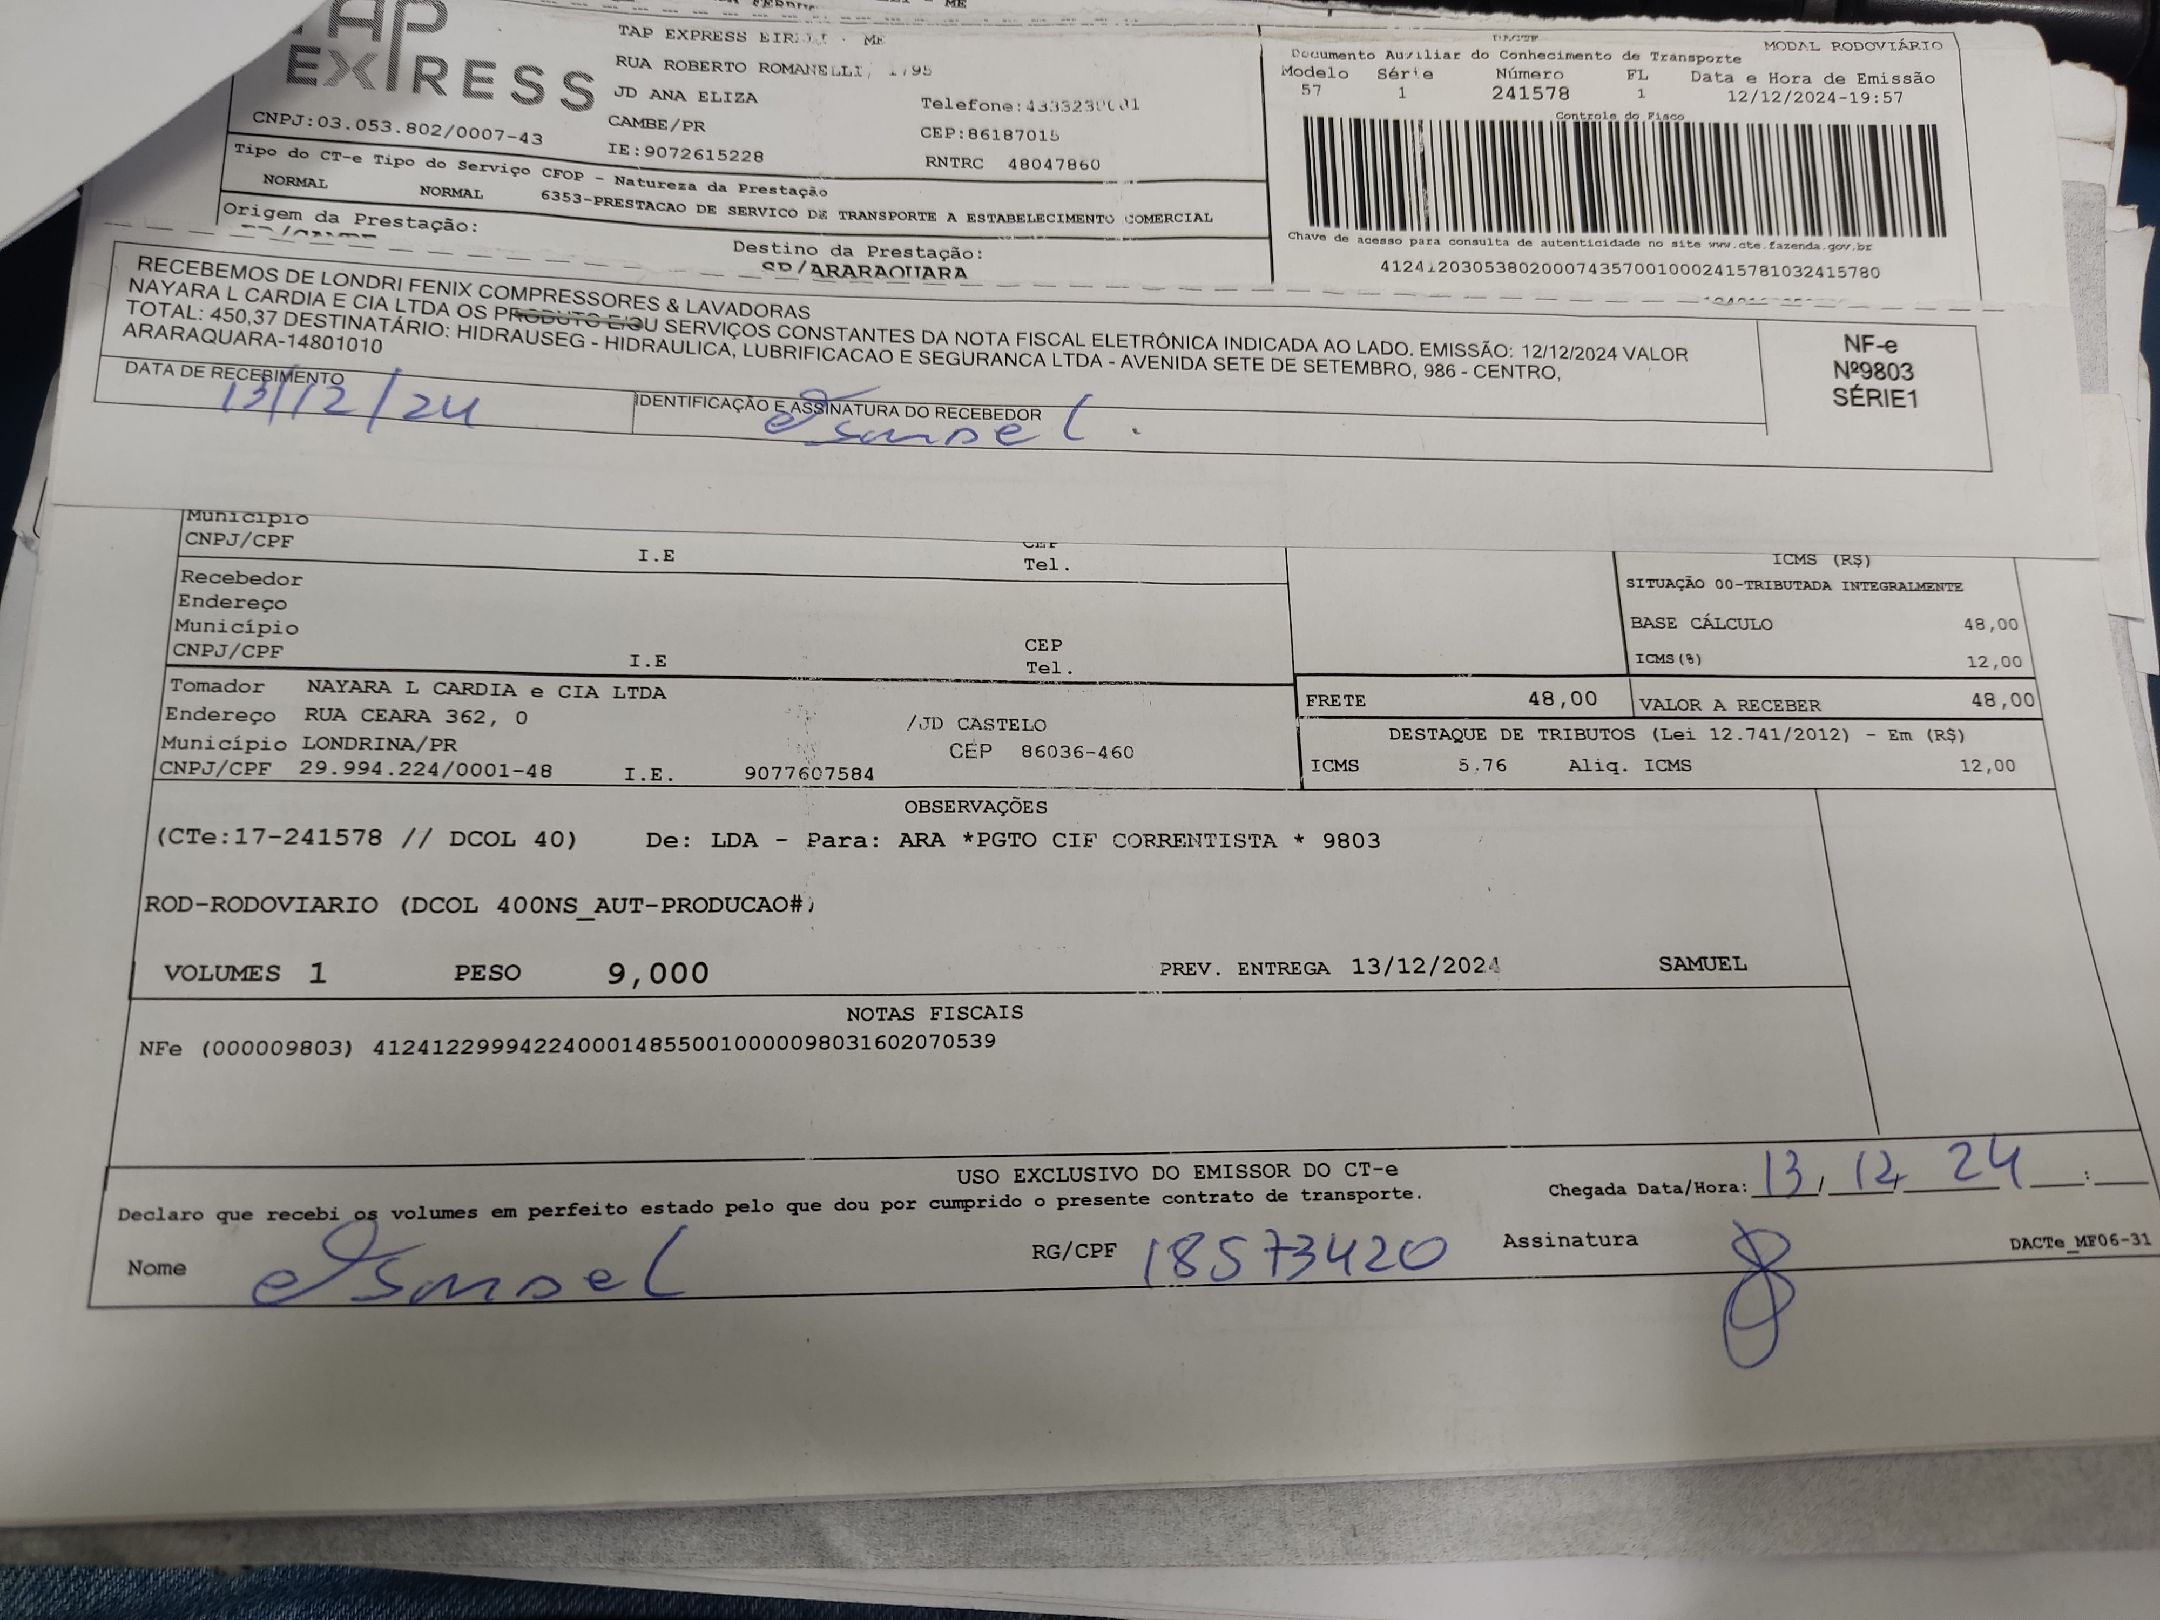 TAP
EXPRESS
TAP EXPRESS EIRELI - ME
RUA ROBERTO ROMANELLI, 1795
JD ANA ELIZA
CAMBE/PR
IE:9072615228
CNPJ:03.053.802/0007-43
CEP:86187015
RNTRC 48047860
MODAL RODOVIÁRIO
Documento Auxiliar do Conhecimento de Transporte
Modelo Série Número FL Data e Hora de Emissão
57 1 241578 1 12/12/2024-19:57
Controle do Fisco
Chave de acesso para consulta de autenticidade no site www.cte.fazenda.gov.br
41241203053802000743570010002415781032415780
Tipo do CT-e Tipo do Serviço CFOP - Natureza da Prestação
NORMAL NORMAL 6353-PRESTACAO DE SERVICO DE TRANSPORTE A ESTABELECIMENTO COMERCIAL
Origem da Prestação:
Destino da Prestação:
SP/ARARAQUARA
RECEBEMOS DE LONDRI FENIX COMPRESSORES & LAVADORAS
NAYARA L CARDIA E CIA LTDA OS PRODUTO E/OU SERVIÇOS CONSTANTES DA NOTA FISCAL ELETRÔNICA INDICADA AO LADO. EMISSÃO: 12/12/2024 VALOR
TOTAL: 450,37 DESTINATÁRIO: HIDRAUSEG - HIDRAULICA, LUBRIFICACAO E SEGURANCA LTDA - AVENIDA SETE DE SETEMBRO, 986 - CENTRO,
ARARAQUARA-14801010
NF-e
Nº9803
SÉRIE1
DATA DE RECEBIMENTO
13/12/24
IDENTIFICAÇÃO E ASSINATURA DO RECEBEDOR
Município
CNPJ/CPF I.E Tel.
Recebedor
Endereço
Município CEP
CNPJ/CPF I.E Tel.
ICMS (R$)
SITUAÇÃO 00-TRIBUTADA INTEGRALMENTE
BASE CÁLCULO 48,00
ICMS(%) 12,00
FRETE 48,00 VALOR A RECEBER 48,00
DESTAQUE DE TRIBUTOS (Lei 12.741/2012) - Em (R$)
ICMS 5.76 Aliq. ICMS 12,00
Tomador NAYARA L CARDIA e CIA LTDA
Endereço RUA CEARA 362, 0 /JD CASTELO
Município LONDRINA/PR CEP 86036-460
CNPJ/CPF 29.994.224/0001-48 I.E. 9077607584
OBSERVAÇÕES
(CTe:17-241578 // DCOL 40) De: LDA - Para: ARA *PGTO CIF CORRENTISTA * 9803
ROD-RODOVIARIO (DCOL 400NS_AUT-PRODUCAO#)
VOLUMES 1 PESO 9,000 PREV. ENTREGA 13/12/2024 SAMUEL
NOTAS FISCAIS
NFe (000009803) 41241229994224000148550010000098031602070539
USO EXCLUSIVO DO EMISSOR DO CT-e
Declaro que recebi os volumes em perfeito estado pelo que dou por cumprido o presente contrato de transporte.
Chegada Data/Hora: 13/12/24 :
Nome RG/CPF 18573420 Assinatura
DACTe_MF06-31